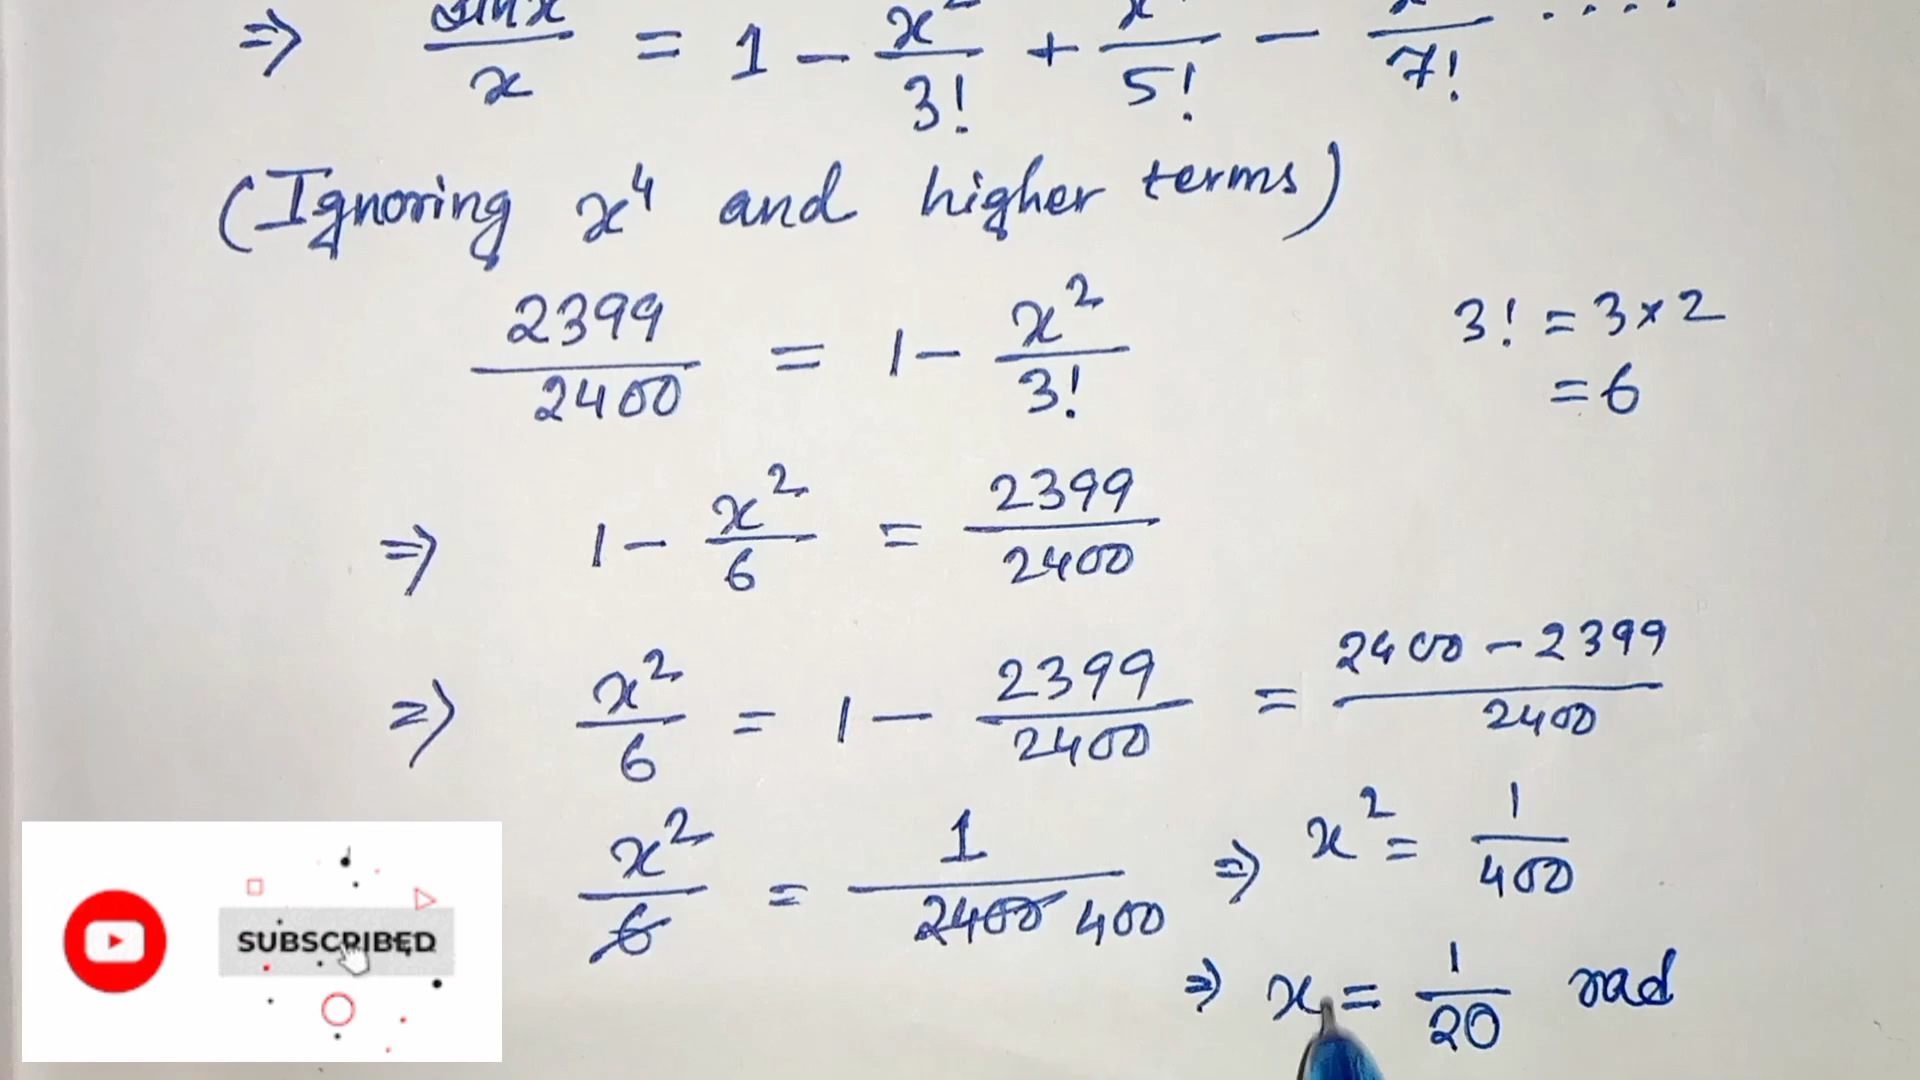 ⇒ sinx/x = 1 - x²/3! + x⁴/5! - x/7! ....
(Ignoring x⁴ and higher terms)
2399/2400 = 1 - x²/3!
3! = 3×2
= 6
⇒ 1 - x²/6 = 2399/2400
⇒ x²/6 = 1 - 2399/2400 = 2400 - 2399/2400
x²/6 = 1/2400 400 ⇒ x² = 1/400
⇒ x = 1/20 rad
SUBSCRIBED